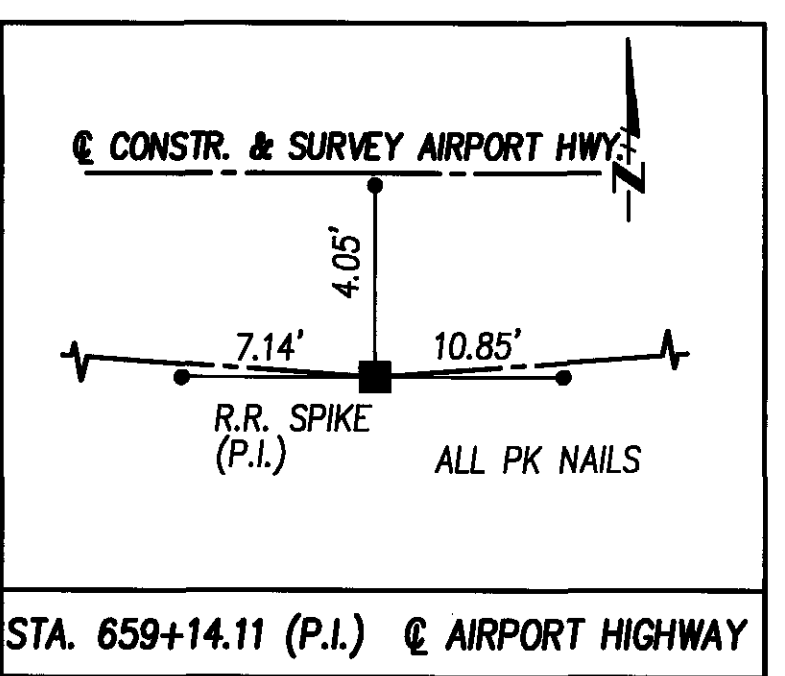 ℄ CONSTR. & SURVEY AIRPORT HWY.
N
4.05'
7.14'
10.85'
R.R. SPIKE
(P.I.)
ALL PK NAILS
STA. 659+14.11 (P.I.) ℄ AIRPORT HIGHWAY